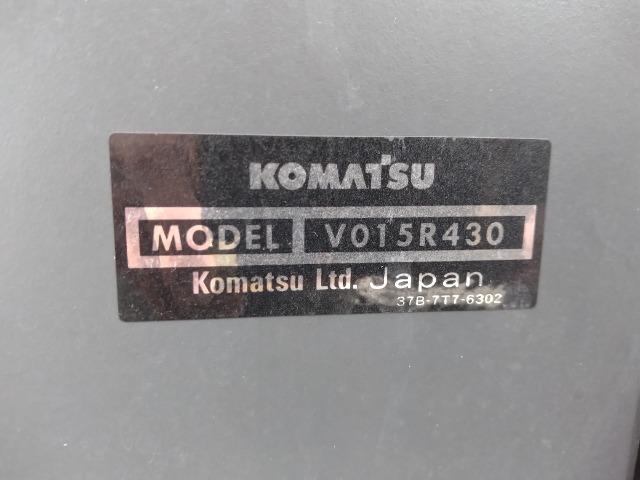 KOMATSU
MODEL V015R430
Komatsu Ltd. Japan
37B-7T7-6302